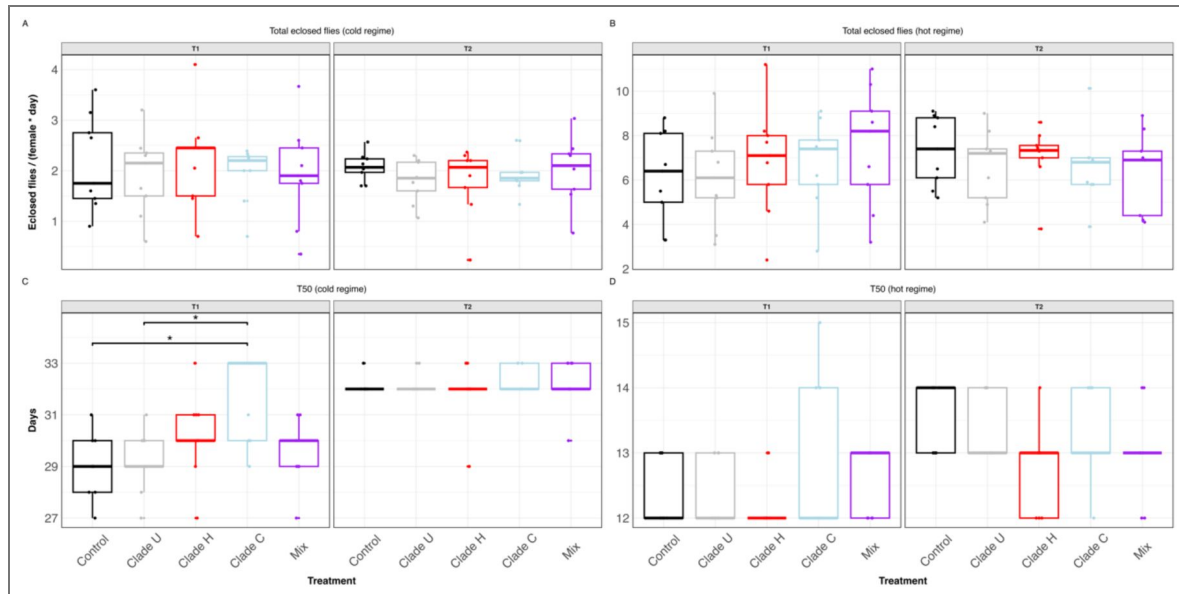 A
Total eclosed flies (cold regime)
T1
T2
Eclosed flies / (female * day)
4
3
2
1
B
Total eclosed flies (hot regime)
T1
T2
10
8
6
4
2
C
T50 (cold regime)
T1
T2
Days
33
31
29
27
*
*
Control
Clade U
Clade H
Clade C
Mix
Control
Clade U
Clade H
Clade C
Mix
Treatment
D
T50 (hot regime)
T1
T2
15
14
13
12
Control
Clade U
Clade H
Clade C
Mix
Control
Clade U
Clade H
Clade C
Mix
Treatment